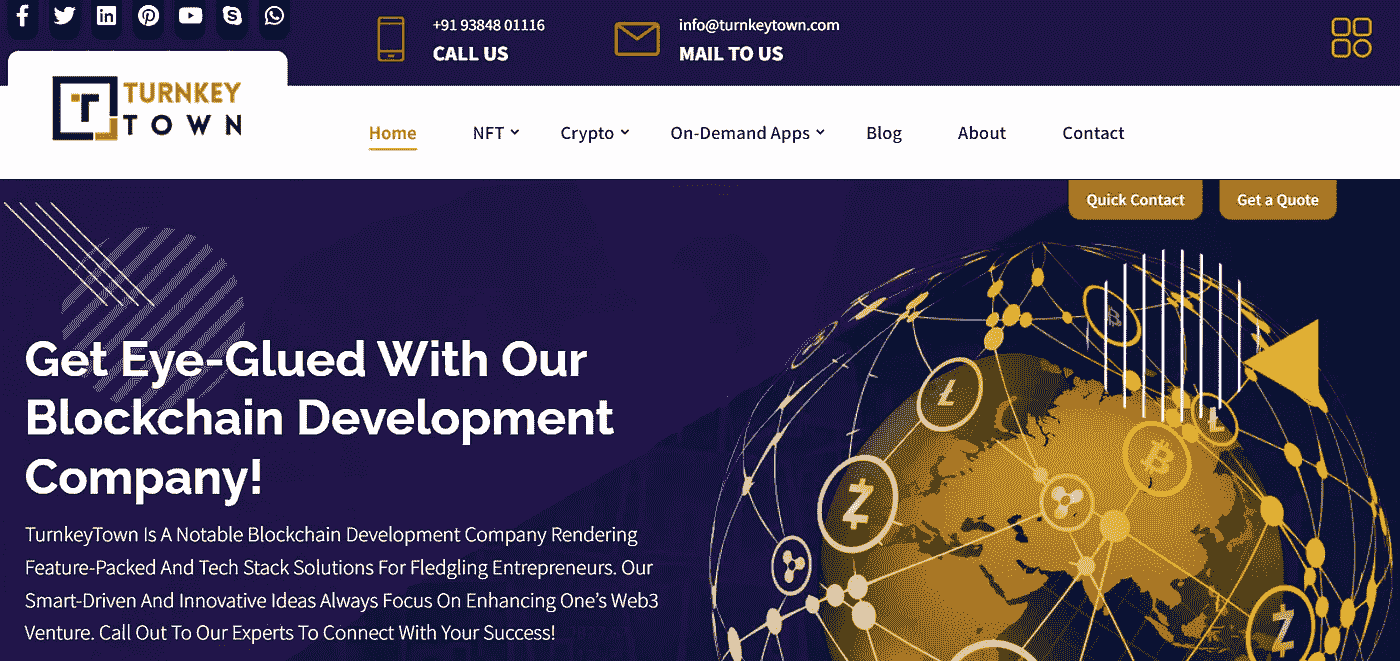 +91 93848 01116
CALL US
info@turnkeytown.com
MAIL TO US
TURNKEY
TOWN
Home
NFT
Crypto
On-Demand Apps
Blog
About
Contact
Quick Contact
Get a Quote
Get Eye-Glued With Our
Blockchain Development
Company!
TurnkeyTown Is A Notable Blockchain Development Company Rendering
Feature-Packed And Tech Stack Solutions For Fledgling Entrepreneurs. Our
Smart-Driven And Innovative Ideas Always Focus On Enhancing One's Web3
Venture. Call Out To Our Experts To Connect With Your Success!